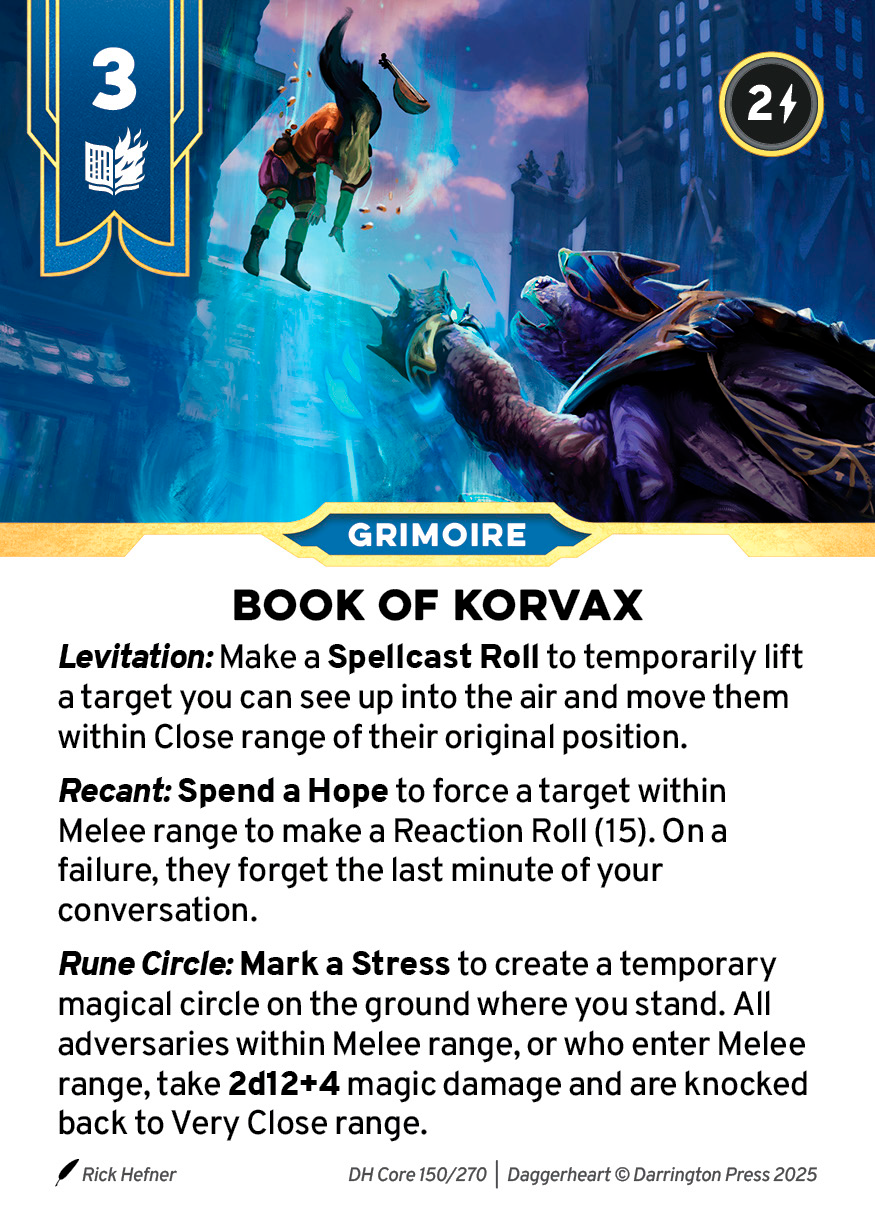 3
2
GRIMOIRE
BOOK OF KORVAX
Levitation: Make a Spellcast Roll to temporarily lift
a target you can see up into the air and move them
within Close range of their original position.
Recant: Spend a Hope to force a target within
Melee range to make a Reaction Roll (15). On a
failure, they forget the last minute of your
conversation.
Rune Circle: Mark a Stress to create a temporary
magical circle on the ground where you stand. All
adversaries within Melee range, or who enter Melee
range, take 2d12+4 magic damage and are knocked
back to Very Close range.
Rick Hefner DH Core 150/270 | Daggerheart © Darrington Press 2025